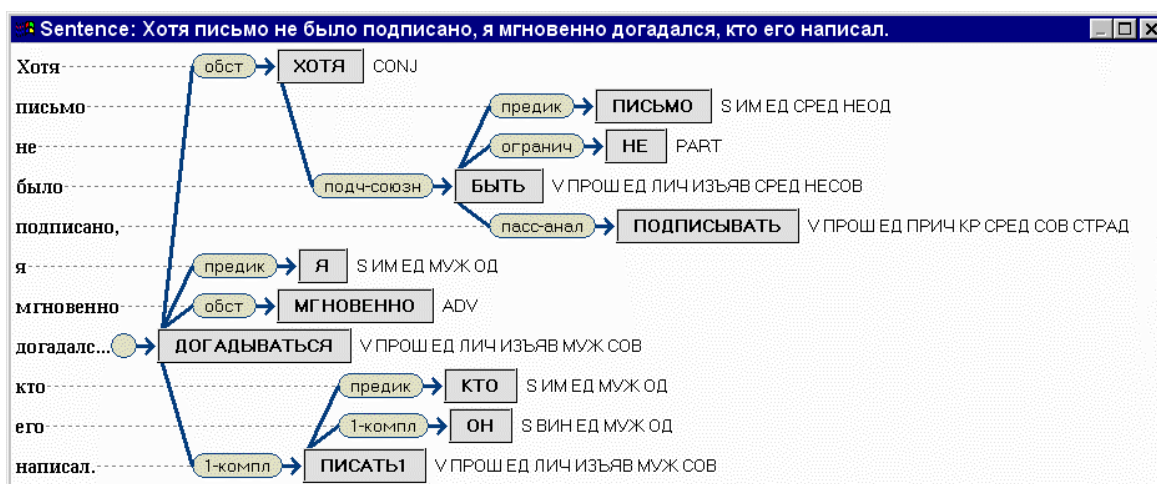 Sentence: Хотя письмо не было подписано, я мгновенно догадался, кто его написал.
Хотя обст ХОТЯ CONJ
письмо предик ПИСЬМО S ИМ ЕД СРЕД НЕОД
не огранич НЕ PART
было подч-союзн БЫТЬ V ПРОШ ЕД ЛИЧ ИЗЪЯВ СРЕД НЕСОВ
подписано, пасс-анал ПОДПИСЫВАТЬ V ПРОШ ЕД ПРИЧ КР СРЕД СОВ СТРАД
я предик Я S ИМ ЕД МУЖ ОД
мгновенно обст МГНОВЕННО ADV
догадалс... ДОГАДЫВАТЬСЯ V ПРОШ ЕД ЛИЧ ИЗЪЯВ МУЖ СОВ
кто предик КТО S ИМ ЕД МУЖ ОД
его 1-компл ОН S ВИН ЕД МУЖ ОД
написал. 1-компл ПИСАТЬ1 V ПРОШ ЕД ЛИЧ ИЗЪЯВ МУЖ СОВ